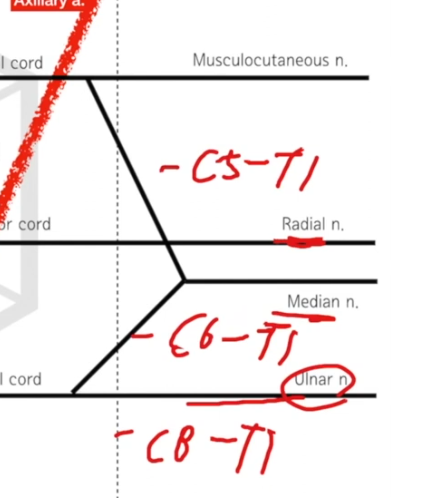 Axillary a.
l cord
Musculocutaneous n.
- C5-T1
or cord
Radial n.
Median n.
- C6-T1
l cord
Ulnar n
- C8-T1